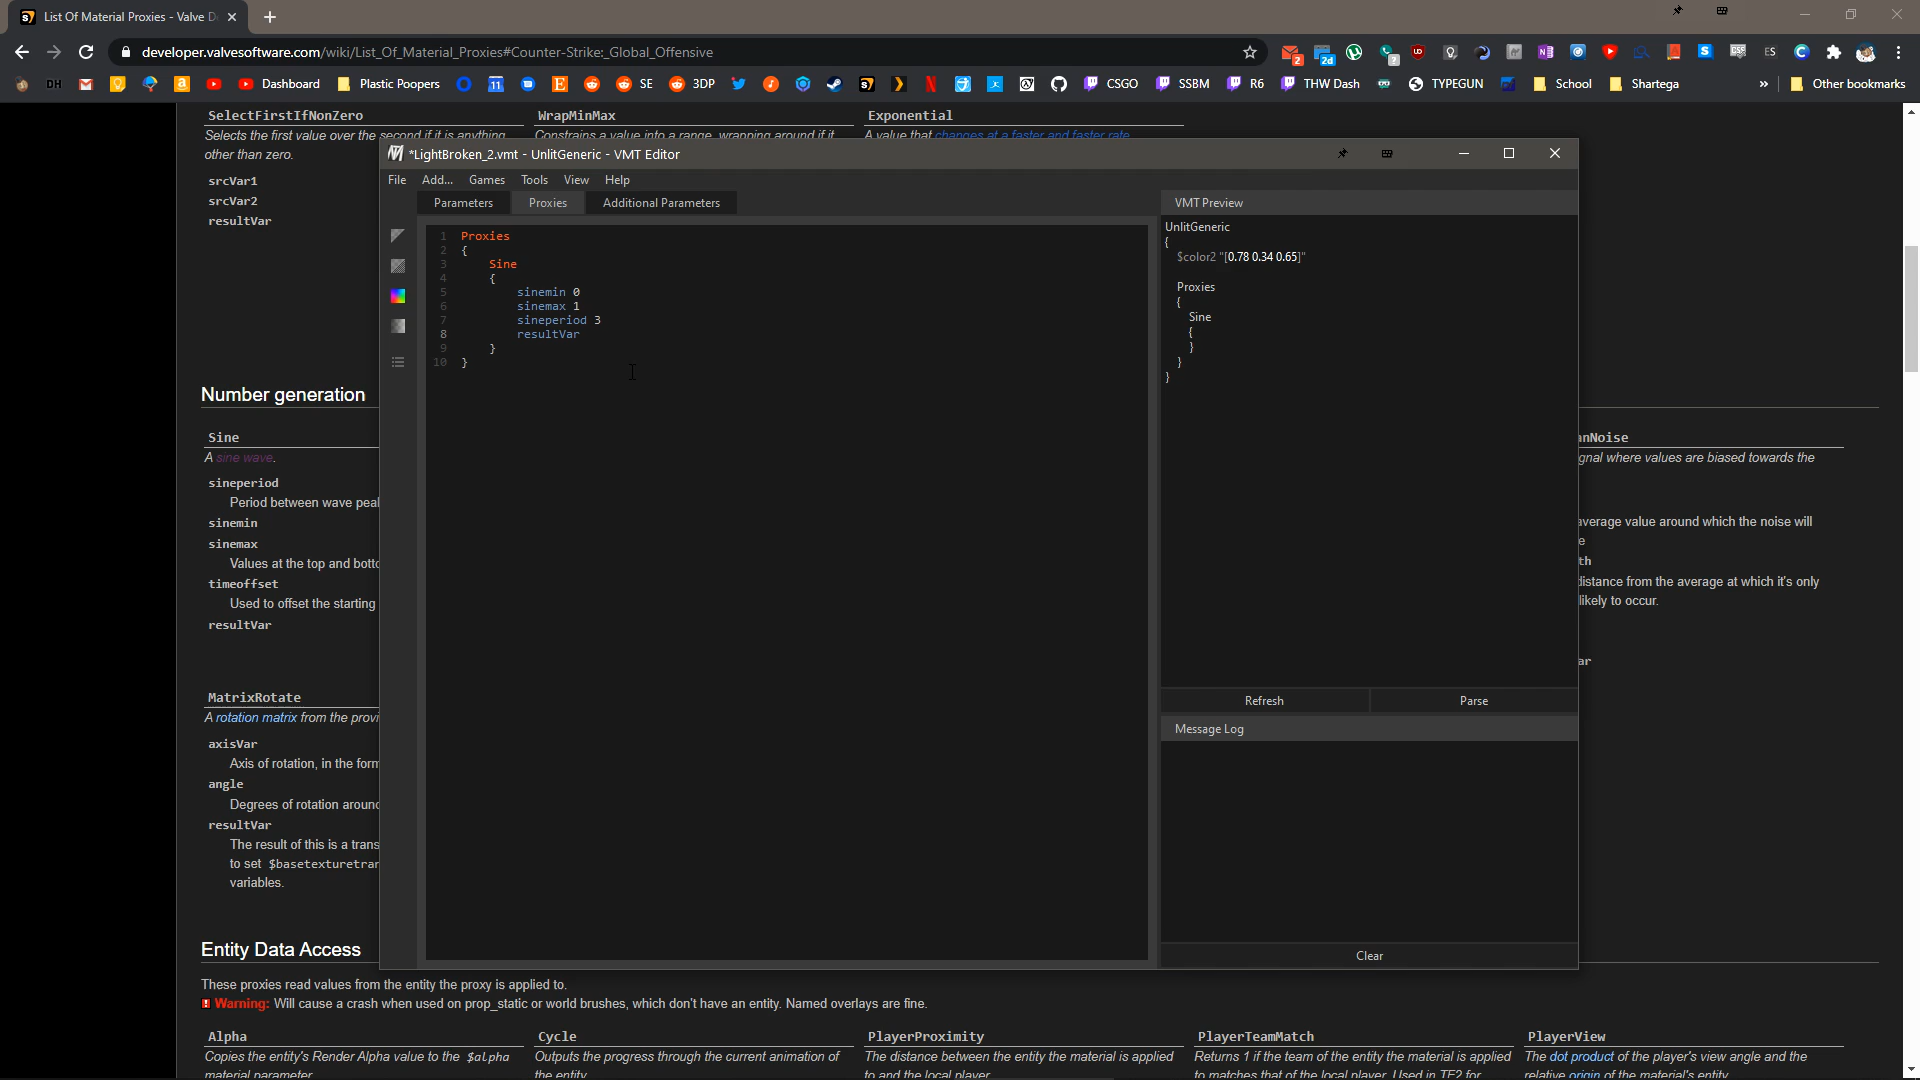 List Of Material Proxies - Valve D
developer.valvesoftware.com/wiki/List_Of_Material_Proxies#Counter-Strike:_Global_Offensive
DH
Dashboard
Plastic Poopers
SE
3DP
CSGO
SSBM
R6
THW Dash
TYPEGUN
School
Shartega
»
Other bookmarks
SelectFirstIfNonZero
WrapMinMax
Exponential
Selects the first value over the second if it is anything
other than zero.
Constrains a value into a range, wrapping around if it
A value that changes at a faster and faster rate
srcVar1
srcVar2
resultVar
*LightBroken_2.vmt - UnlitGeneric - VMT Editor
File Add... Games Tools View Help
Parameters Proxies Additional Parameters
1 Proxies
2 {
3 Sine
4 {
5 sinemin 0
6 sinemax 1
7 sineperiod 3
8 resultVar
9 }
10 }
VMT Preview
UnlitGeneric
{
$color2 "[0.78 0.34 0.65]"
Proxies
{
Sine
{
}
}
}
Refresh Parse
Message Log
Clear
Number generation
Sine
A sine wave.
sineperiod
Period between wave peal
sinemin
sinemax
Values at the top and botto
timeoffset
Used to offset the starting
resultVar
anNoise
gnal where values are biased towards the
average value around which the noise will
e
th
distance from the average at which it's only
likely to occur.
ar
MatrixRotate
A rotation matrix from the provi
axisVar
Axis of rotation, in the form
angle
Degrees of rotation around
resultVar
The result of this is a trans
to set $basetexturetran
variables.
Entity Data Access
These proxies read values from the entity the proxy is applied to.
Warning: Will cause a crash when used on prop_static or world brushes, which don't have an entity. Named overlays are fine.
Alpha
Cycle
PlayerProximity
PlayerTeamMatch
PlayerView
Copies the entity's Render Alpha value to the $alpha
material parameter
Outputs the progress through the current animation of
the entity
The distance between the entity the material is applied
to and the local player
Returns 1 if the team of the entity the material is applied
to matches that of the local player. Used in TF2 for
The dot product of the player's view angle and the
relative origin of the material's entity